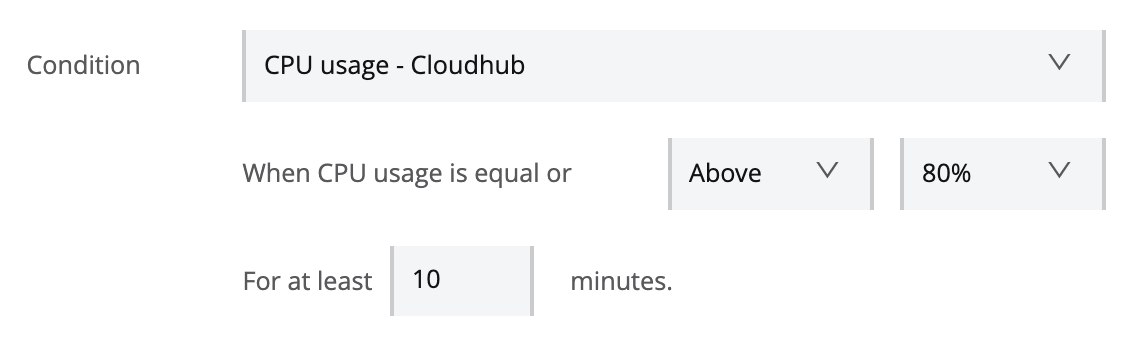 Condition CPU usage - Cloudhub
When CPU usage is equal or Above 80%
For at least 10 minutes.